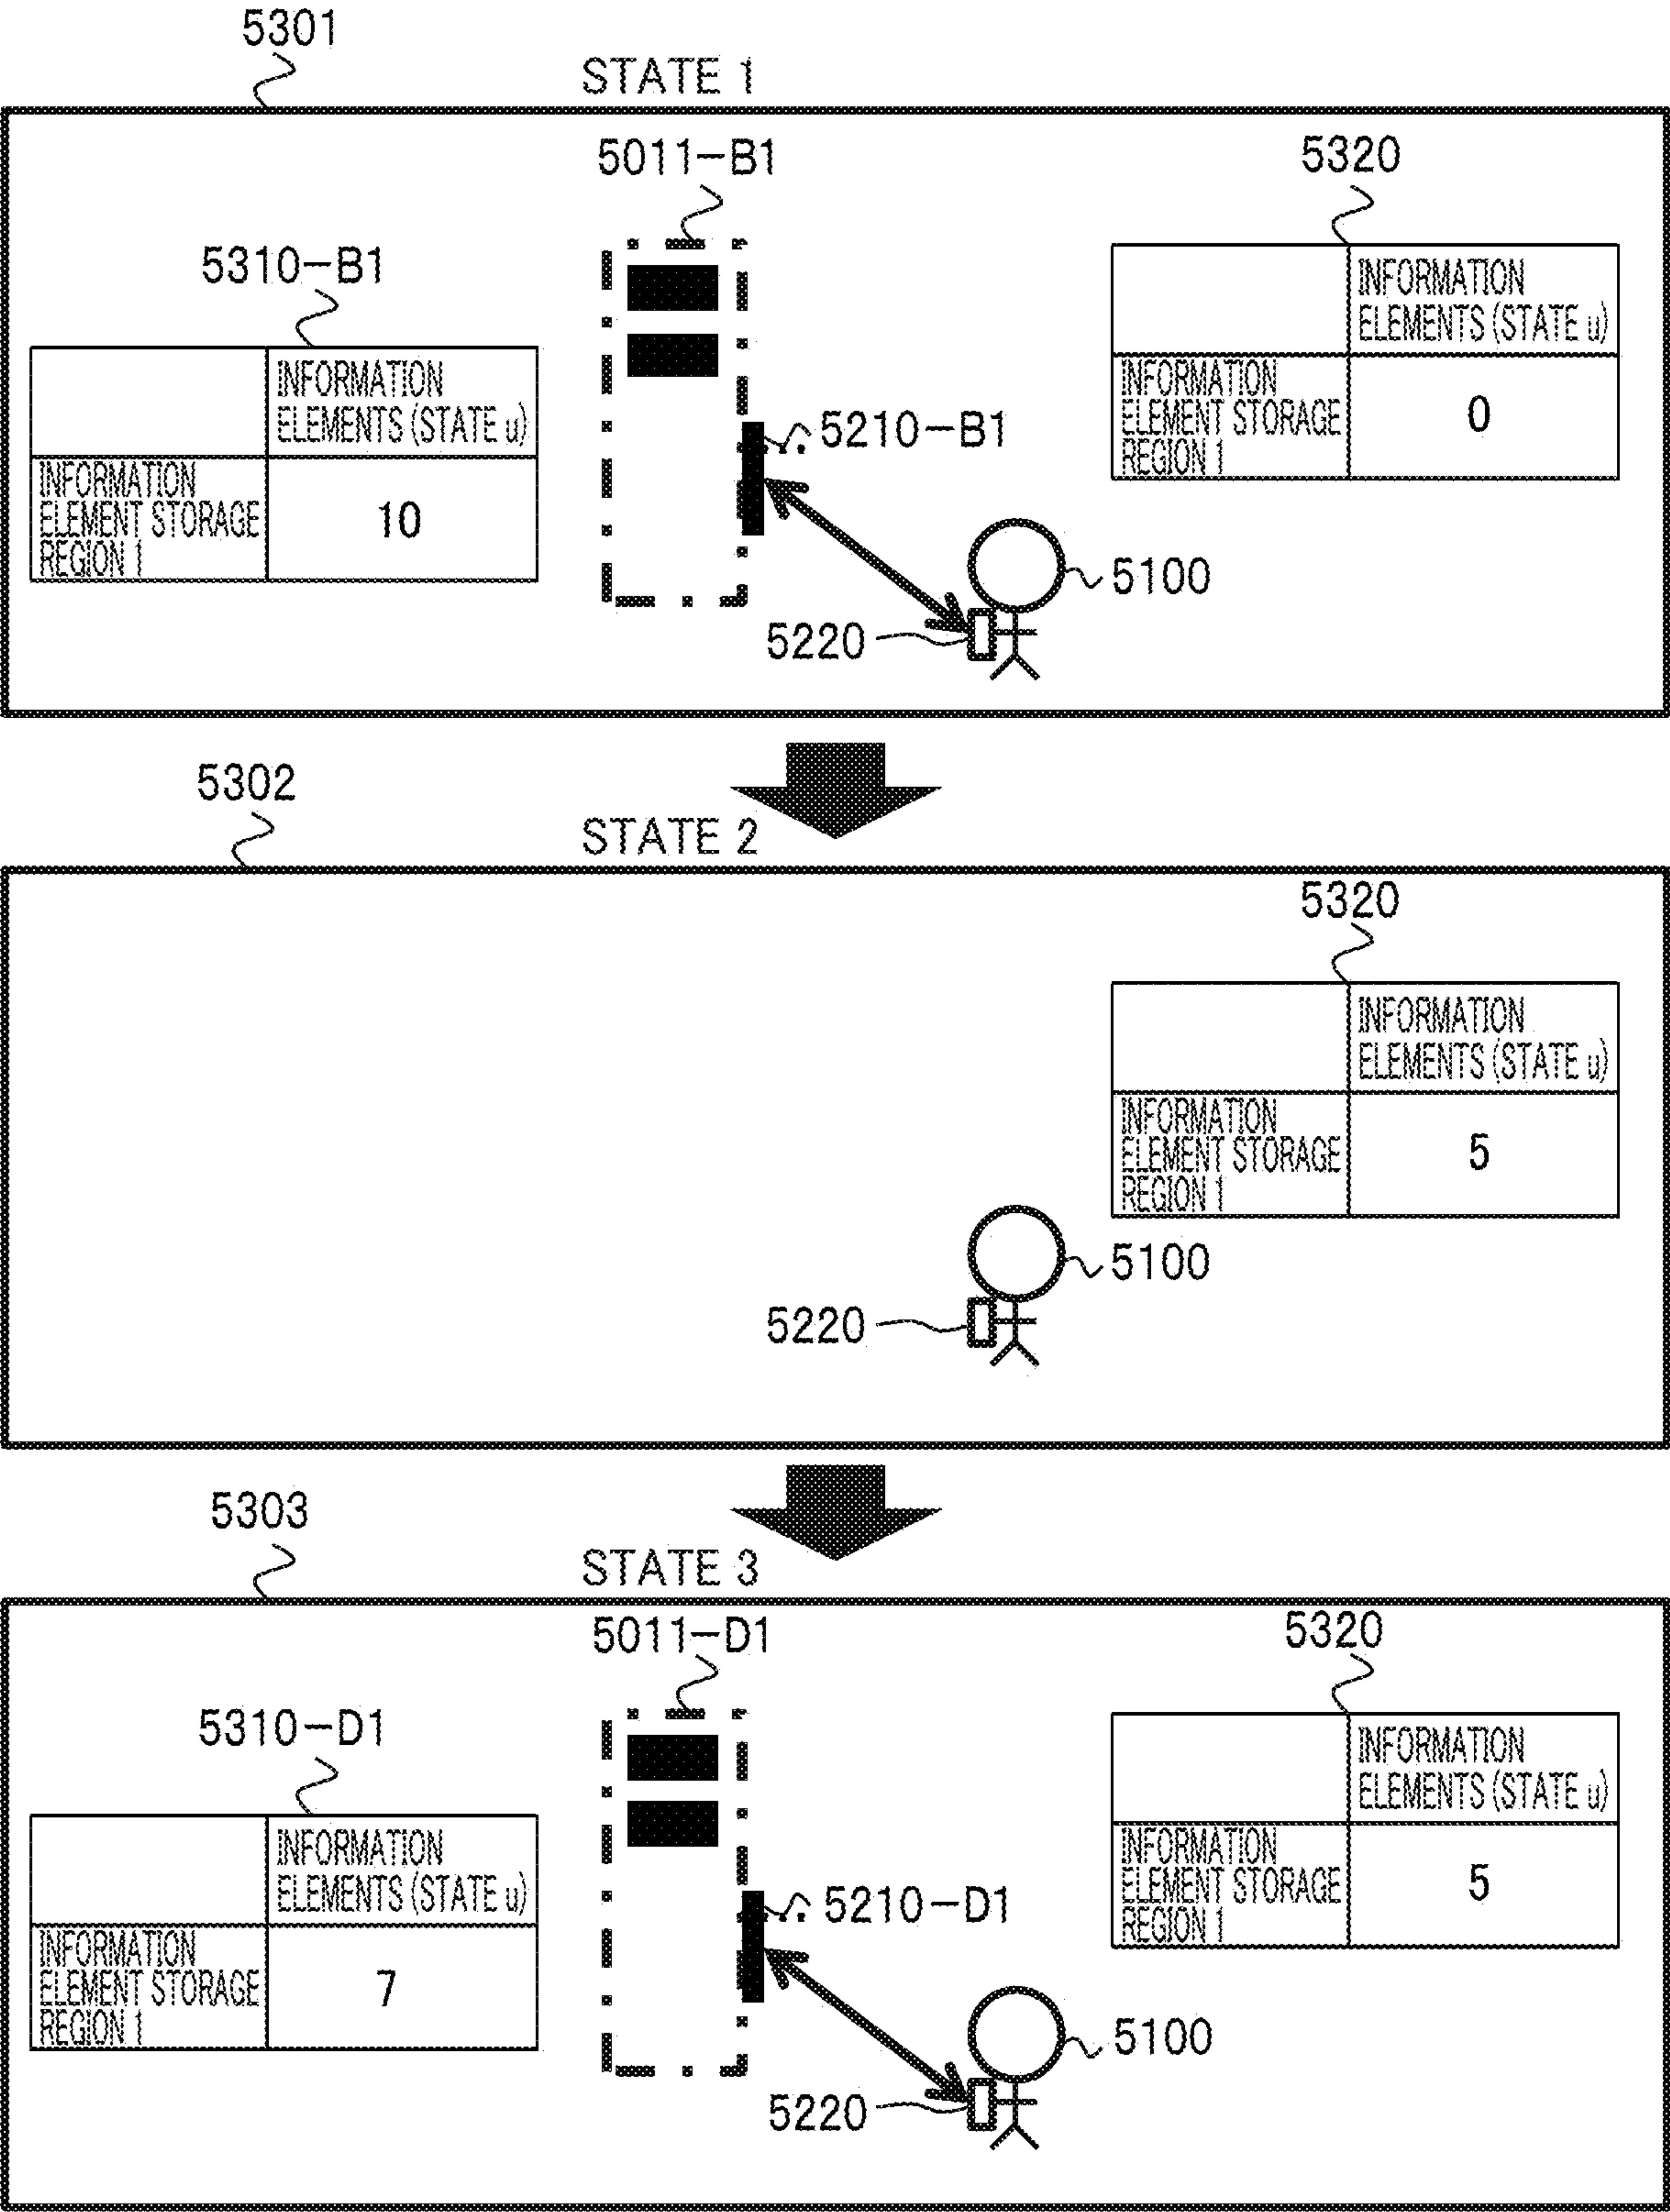 5301
STATE 1
5011-B1
5320
5310-B1
INFORMATION
ELEMENTS (STATE u)
INFORMATION
ELEMENT STORAGE
REGION 1
10
5210-B1
INFORMATION
ELEMENTS (STATE u)
INFORMATION
ELEMENT STORAGE
REGION 1
0
5100
5220
5302
STATE 2
5320
INFORMATION
ELEMENTS (STATE u)
INFORMATION
ELEMENT STORAGE
REGION 1
5
5100
5220
5303
STATE 3
5011-D1
5320
5310-D1
INFORMATION
ELEMENTS (STATE u)
INFORMATION
ELEMENT STORAGE
REGION 1
7
5210-D1
INFORMATION
ELEMENTS (STATE u)
INFORMATION
ELEMENT STORAGE
REGION 1
5
5100
5220